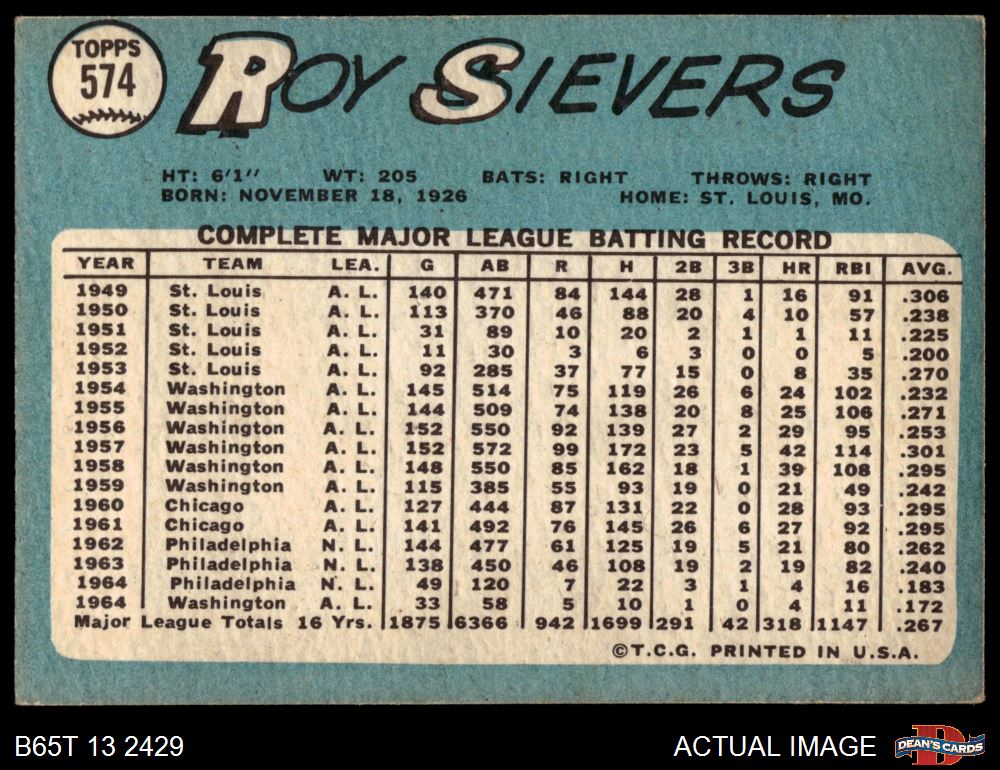 TOPPS
574
ROY SIEVERS
HT: 6'1" WT: 205 BATS: RIGHT THROWS: RIGHT
BORN: NOVEMBER 18, 1926 HOME: ST. LOUIS, MO.
COMPLETE MAJOR LEAGUE BATTING RECORD
YEAR TEAM LEA. G AB R H 2B 3B HR RBI AVG.
1949 St. Louis A. L. 140 471 84 144 28 1 16 91 .306
1950 St. Louis A. L. 113 370 46 88 20 4 10 57 .238
1951 St. Louis A. L. 31 89 10 20 2 1 1 11 .225
1952 St. Louis A. L. 11 30 3 6 3 0 0 5 .200
1953 St. Louis A. L. 92 285 37 77 15 0 8 35 .270
1954 Washington A. L. 145 514 75 119 26 6 24 102 .232
1955 Washington A. L. 144 509 74 138 20 8 25 106 .271
1956 Washington A. L. 152 550 92 139 27 2 29 95 .253
1957 Washington A. L. 152 572 99 172 23 5 42 114 .301
1958 Washington A. L. 148 550 85 162 18 1 39 108 .295
1959 Washington A. L. 115 385 55 93 19 0 21 49 .242
1960 Chicago A. L. 127 444 87 131 22 0 28 93 .295
1961 Chicago A. L. 141 492 76 145 26 6 27 92 .295
1962 Philadelphia N. L. 144 477 61 125 19 5 21 80 .262
1963 Philadelphia N. L. 138 450 46 108 19 2 19 82 .240
1964 Philadelphia N. L. 49 120 7 22 3 1 4 16 .183
1964 Washington A. L. 33 58 5 10 1 0 4 11 .172
Major League Totals 16 Yrs. 1875 6366 942 1699 291 42 318 1147 .267
©T.C.G. PRINTED IN U.S.A.
B65T 13 2429 ACTUAL IMAGE
D
DEAN'S CARDS